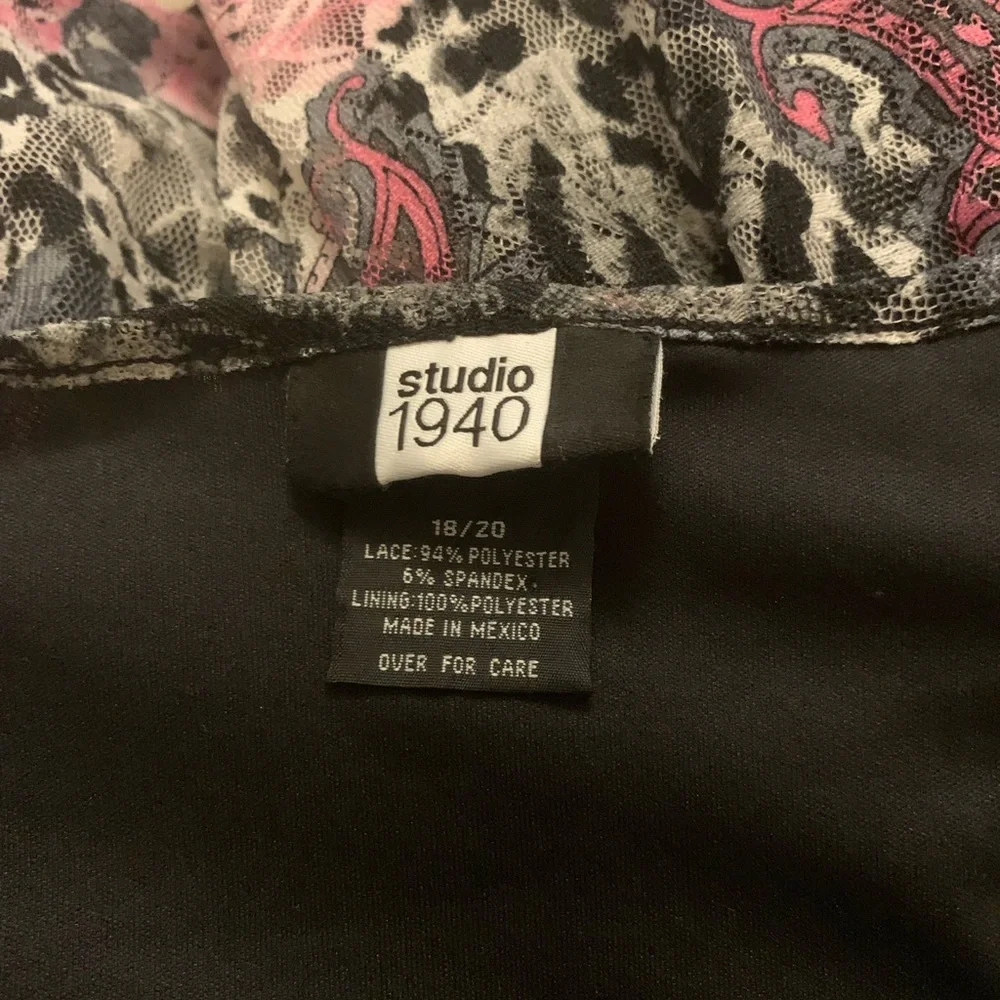 studio
1940
18/20
LACE:94% POLYESTER
6% SPANDEX.
LINING:100%POLYESTER
MADE IN MEXICO
OVER FOR CARE